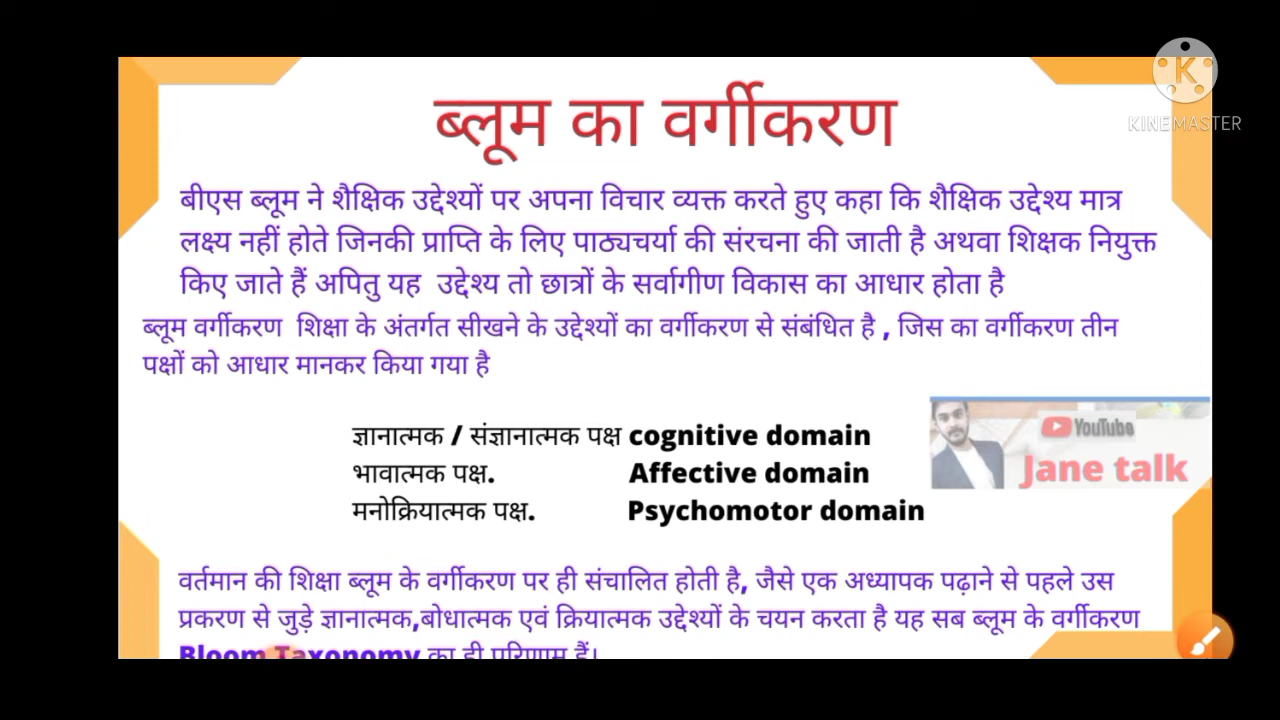 ब्लूम का वर्गीकरण
KINEMASTER
बीएस ब्लूम ने शैक्षिक उद्देश्यों पर अपना विचार व्यक्त करते हुए कहा कि शैक्षिक उद्देश्य मात्र
लक्ष्य नहीं होते जिनकी प्राप्ति के लिए पाठ्यचर्या की संरचना की जाती है अथवा शिक्षक नियुक्त
किए जाते हैं अपितु यह उद्देश्य तो छात्रों के सर्वागीण विकास का आधार होता है
ब्लूम वर्गीकरण शिक्षा के अंतर्गत सीखने के उद्देश्यों का वर्गीकरण से संबंधित है , जिस का वर्गीकरण तीन
पक्षों को आधार मानकर किया गया है
ज्ञानात्मक / संज्ञानात्मक पक्ष cognitive domain
भावात्मक पक्ष. Affective domain
मनोक्रियात्मक पक्ष. Psychomotor domain
YouTube
Jane talk
वर्तमान की शिक्षा ब्लूम के वर्गीकरण पर ही संचालित होती है, जैसे एक अध्यापक पढ़ाने से पहले उस
प्रकरण से जुड़े ज्ञानात्मक,बोधात्मक एवं क्रियात्मक उद्देश्यों के चयन करता है यह सब ब्लूम के वर्गीकरण
Bloom Taxonomy का ही परिणाम हैं।